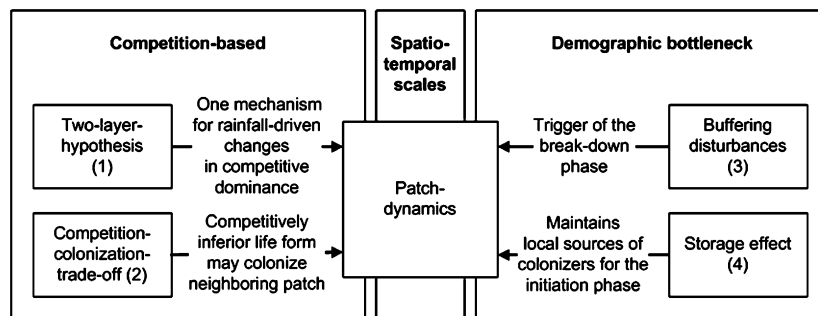 Competition-based
Spatio-
temporal
scales
Demographic bottleneck
Two-layer-
hypothesis
(1)
One mechanism
for rainfall-driven
changes
in competitive
dominance
Patch-
dynamics
Trigger of the
break-down
phase
Buffering
disturbances
(3)
Competition-
colonization-
trade-off (2)
Competitively
inferior life form
may colonize
neighboring patch
Maintains
local sources of
colonizers for the
initiation phase
Storage effect
(4)